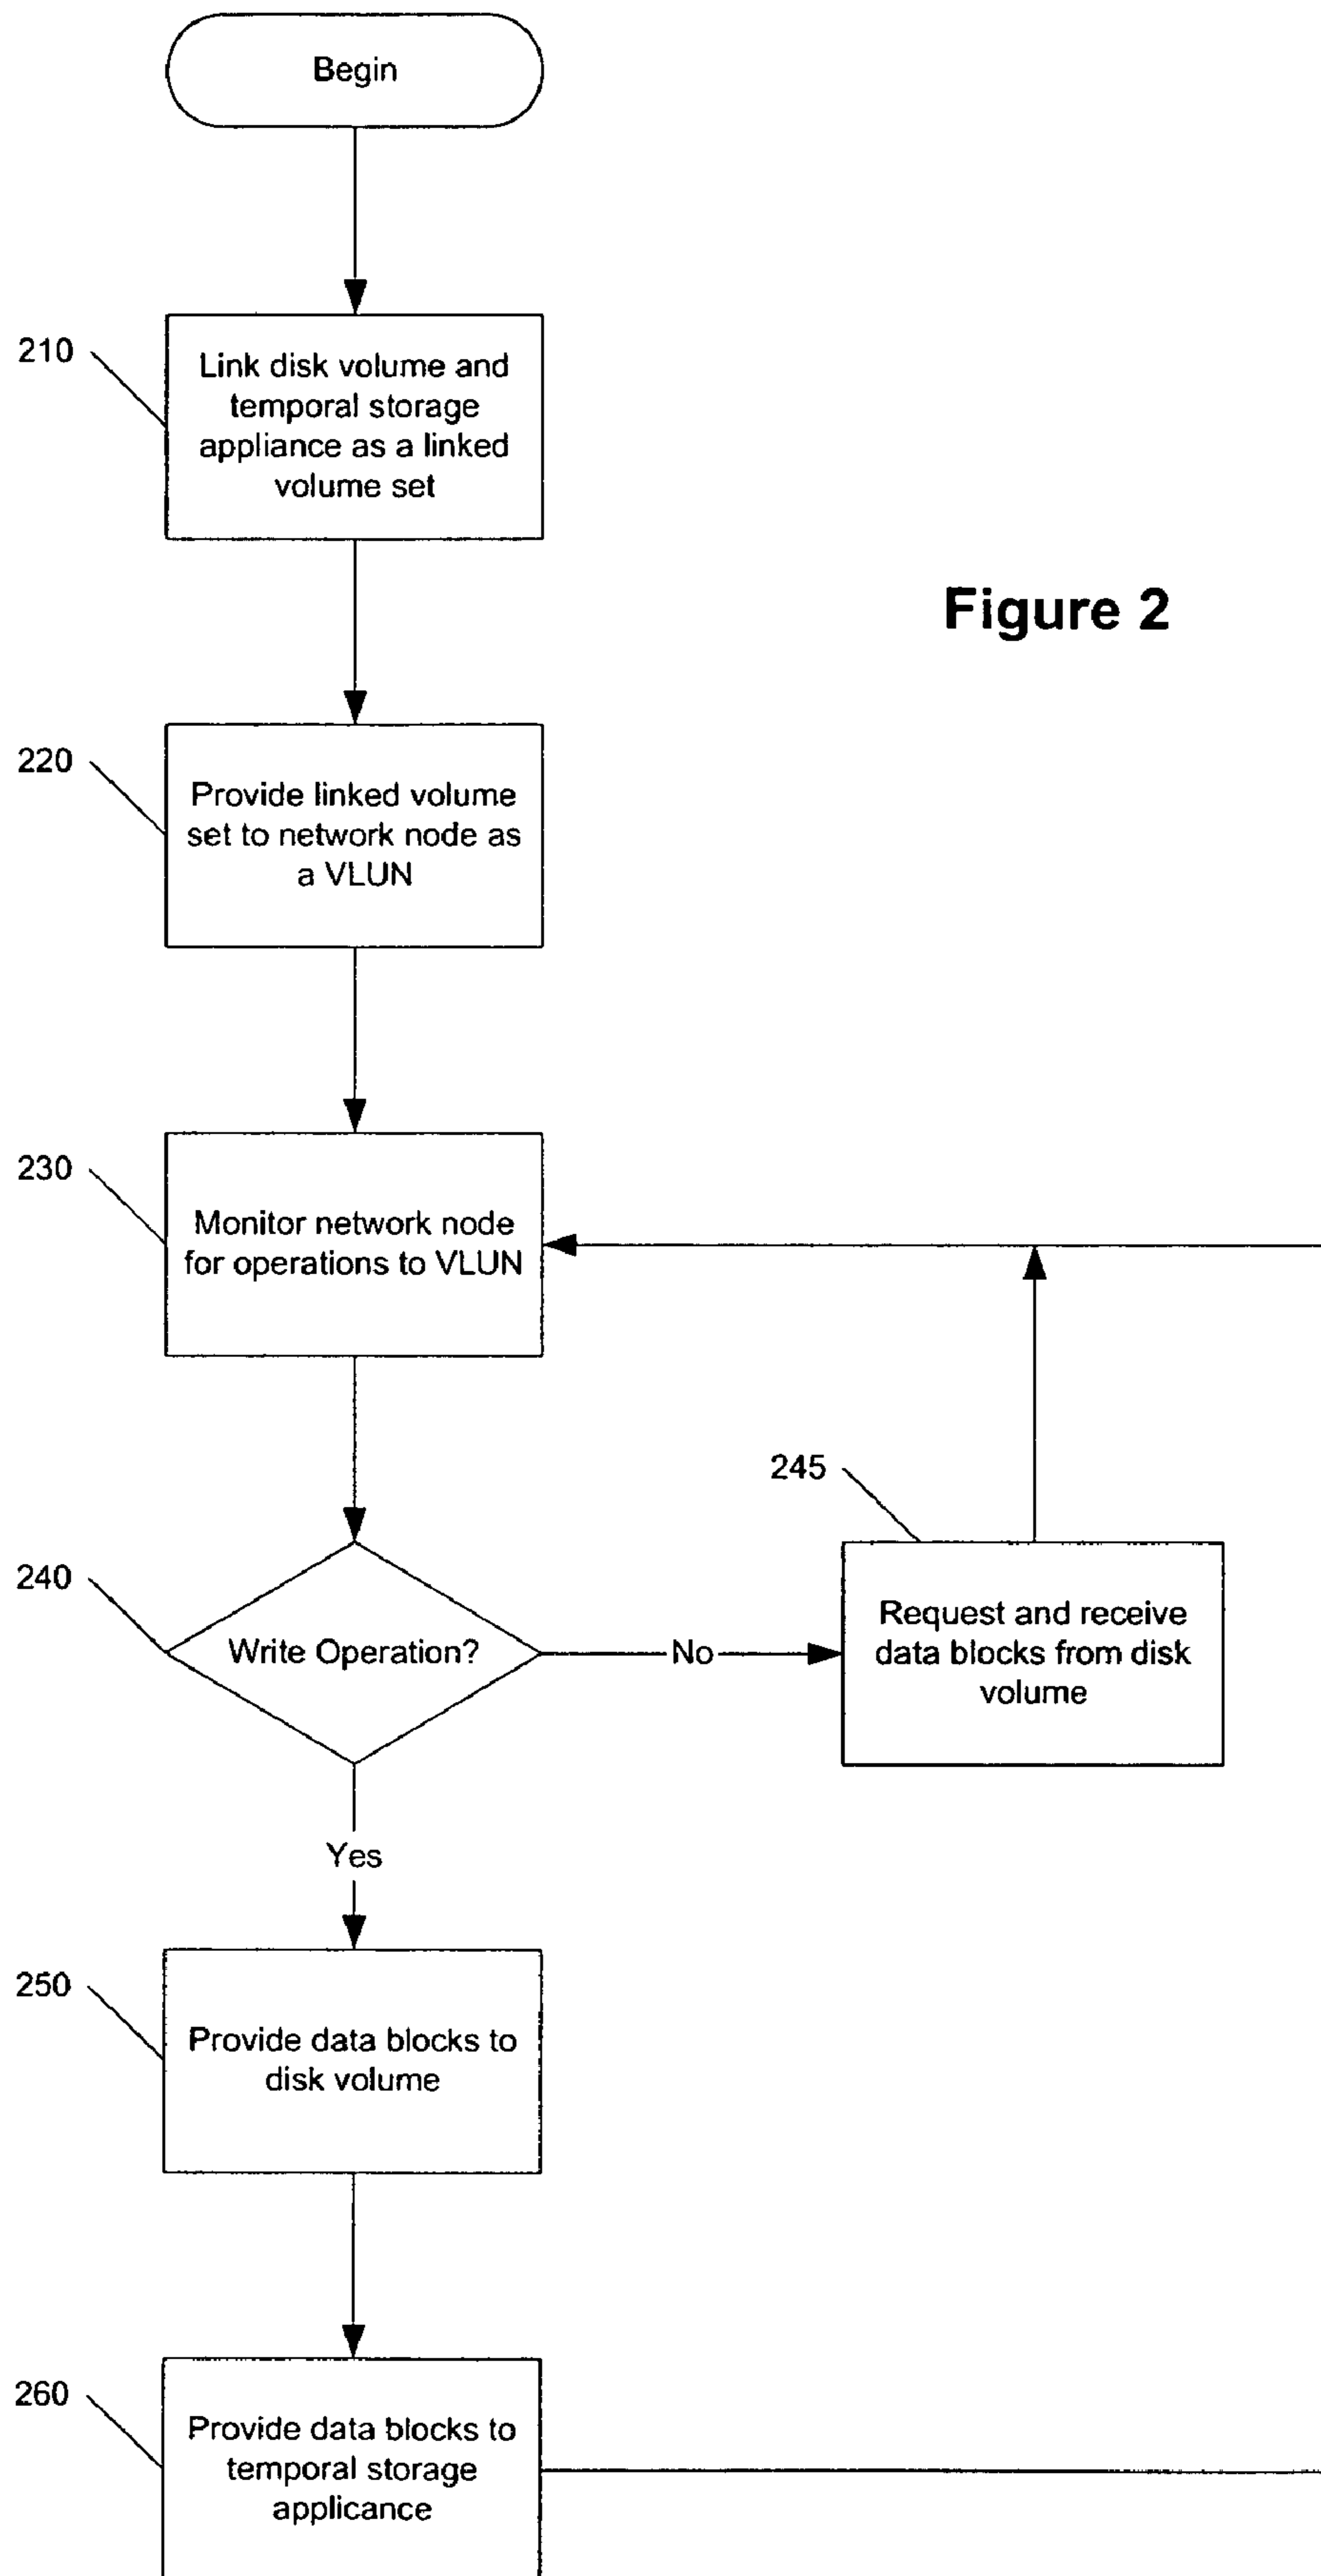 Begin
210
Link disk volume and
temporal storage
appliance as a linked
volume set
Figure 2
220
Provide linked volume
set to network node as
a VLUN
230
Monitor network node
for operations to VLUN
245
Request and receive
data blocks from disk
volume
240
Write Operation?
No
Yes
250
Provide data blocks to
disk volume
260
Provide data blocks to
temporal storage
applicance